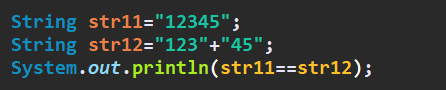 String str11="12345";
String str12="123"+"45";
System.out.println(str11==str12);